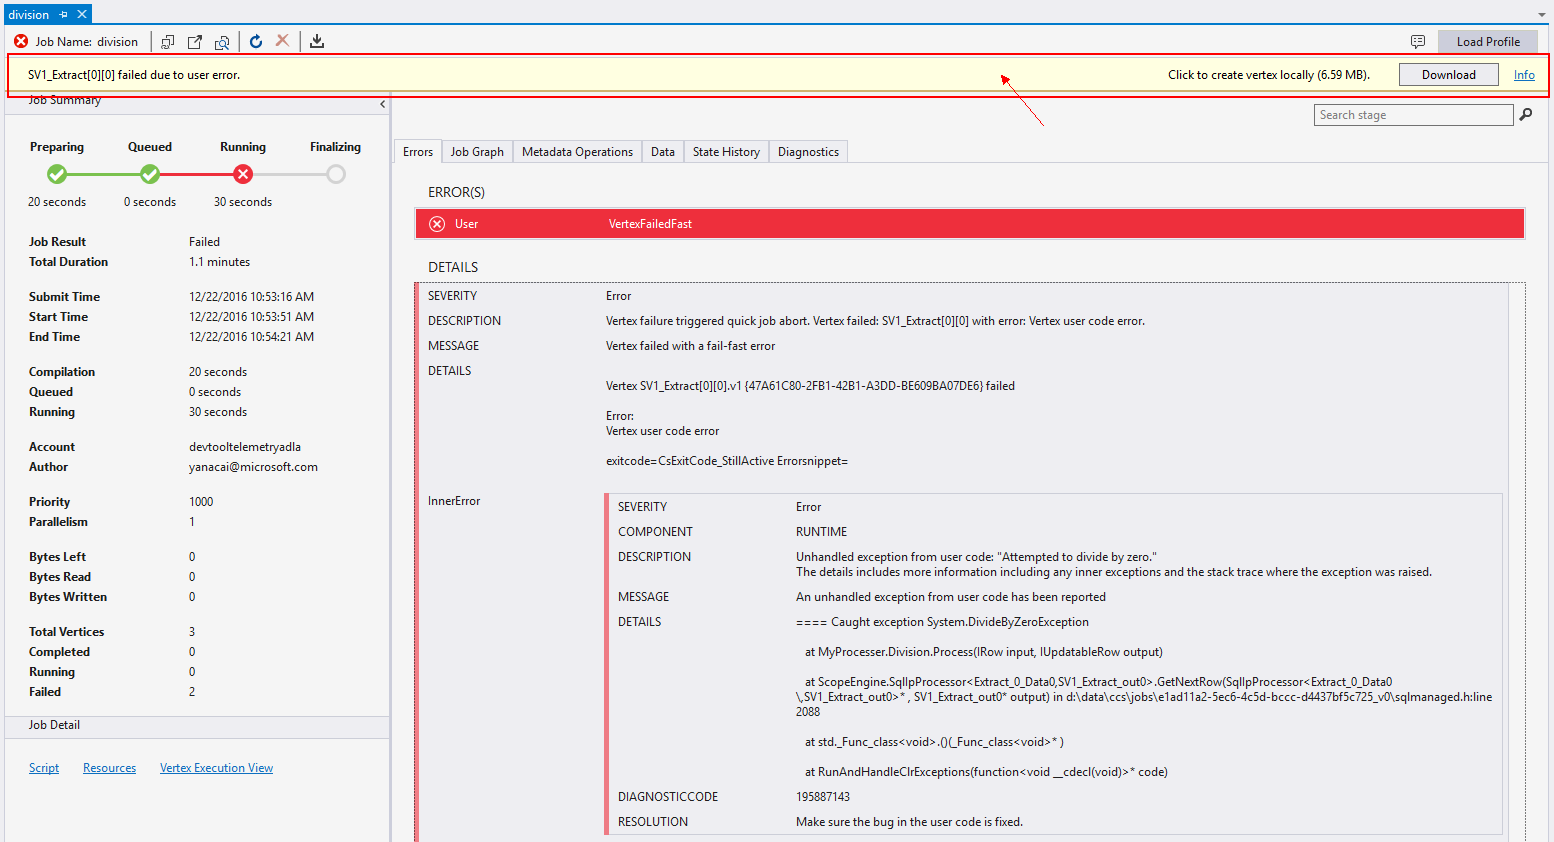 division
Job Name: division
Load Profile
SV1_Extract[0][0] failed due to user error.
Click to create vertex locally (6.59 MB).
Download
Info
Job Summary
Search stage
Preparing Queued Running Finalizing
20 seconds 0 seconds 30 seconds
Job Result Failed
Total Duration 1.1 minutes
Submit Time 12/22/2016 10:53:16 AM
Start Time 12/22/2016 10:53:51 AM
End Time 12/22/2016 10:54:21 AM
Compilation 20 seconds
Queued 0 seconds
Running 30 seconds
Account devtooltelemetryadla
Author yanacai@microsoft.com
Priority 1000
Parallelism 1
Bytes Left 0
Bytes Read 0
Bytes Written 0
Total Vertices 3
Completed 0
Running 0
Failed 2
Job Detail
Script Resources Vertex Execution View
Errors Job Graph Metadata Operations Data State History Diagnostics
ERROR(S)
User VertexFailedFast
DETAILS
SEVERITY Error
DESCRIPTION Vertex failure triggered quick job abort. Vertex failed: SV1_Extract[0][0] with error: Vertex user code error.
MESSAGE Vertex failed with a fail-fast error
DETAILS
Vertex SV1_Extract[0][0].v1 {47A61C80-2FB1-42B1-A3DD-BE609BA07DE6} failed
Error:
Vertex user code error
exitcode=CsExitCode_StillActive Errorsnippet=
InnerError
SEVERITY Error
COMPONENT RUNTIME
DESCRIPTION Unhandled exception from user code: "Attempted to divide by zero."
The details includes more information including any inner exceptions and the stack trace where the exception was raised.
MESSAGE An unhandled exception from user code has been reported
DETAILS ==== Caught exception System.DivideByZeroException
at MyProcesser.Division.Process(IRow input, IUpdatableRow output)
at ScopeEngine.SqlIpProcessor<Extract_0_Data0,SV1_Extract_out0>.GetNextRow(SqlIpProcessor<Extract_0_Data0
\,SV1_Extract_out0>* , SV1_Extract_out0* output) in d:\data\ccs\jobs\e1ad11a2-5ec6-4c5d-bccc-d4437bf5c725_v0\sqlmanaged.h:line
2088
at std._Func_class<void>.()(_Func_class<void>* )
at RunAndHandleClrExceptions(function<void __cdecl(void)>* code)
DIAGNOSTICCODE 195887143
RESOLUTION Make sure the bug in the user code is fixed.